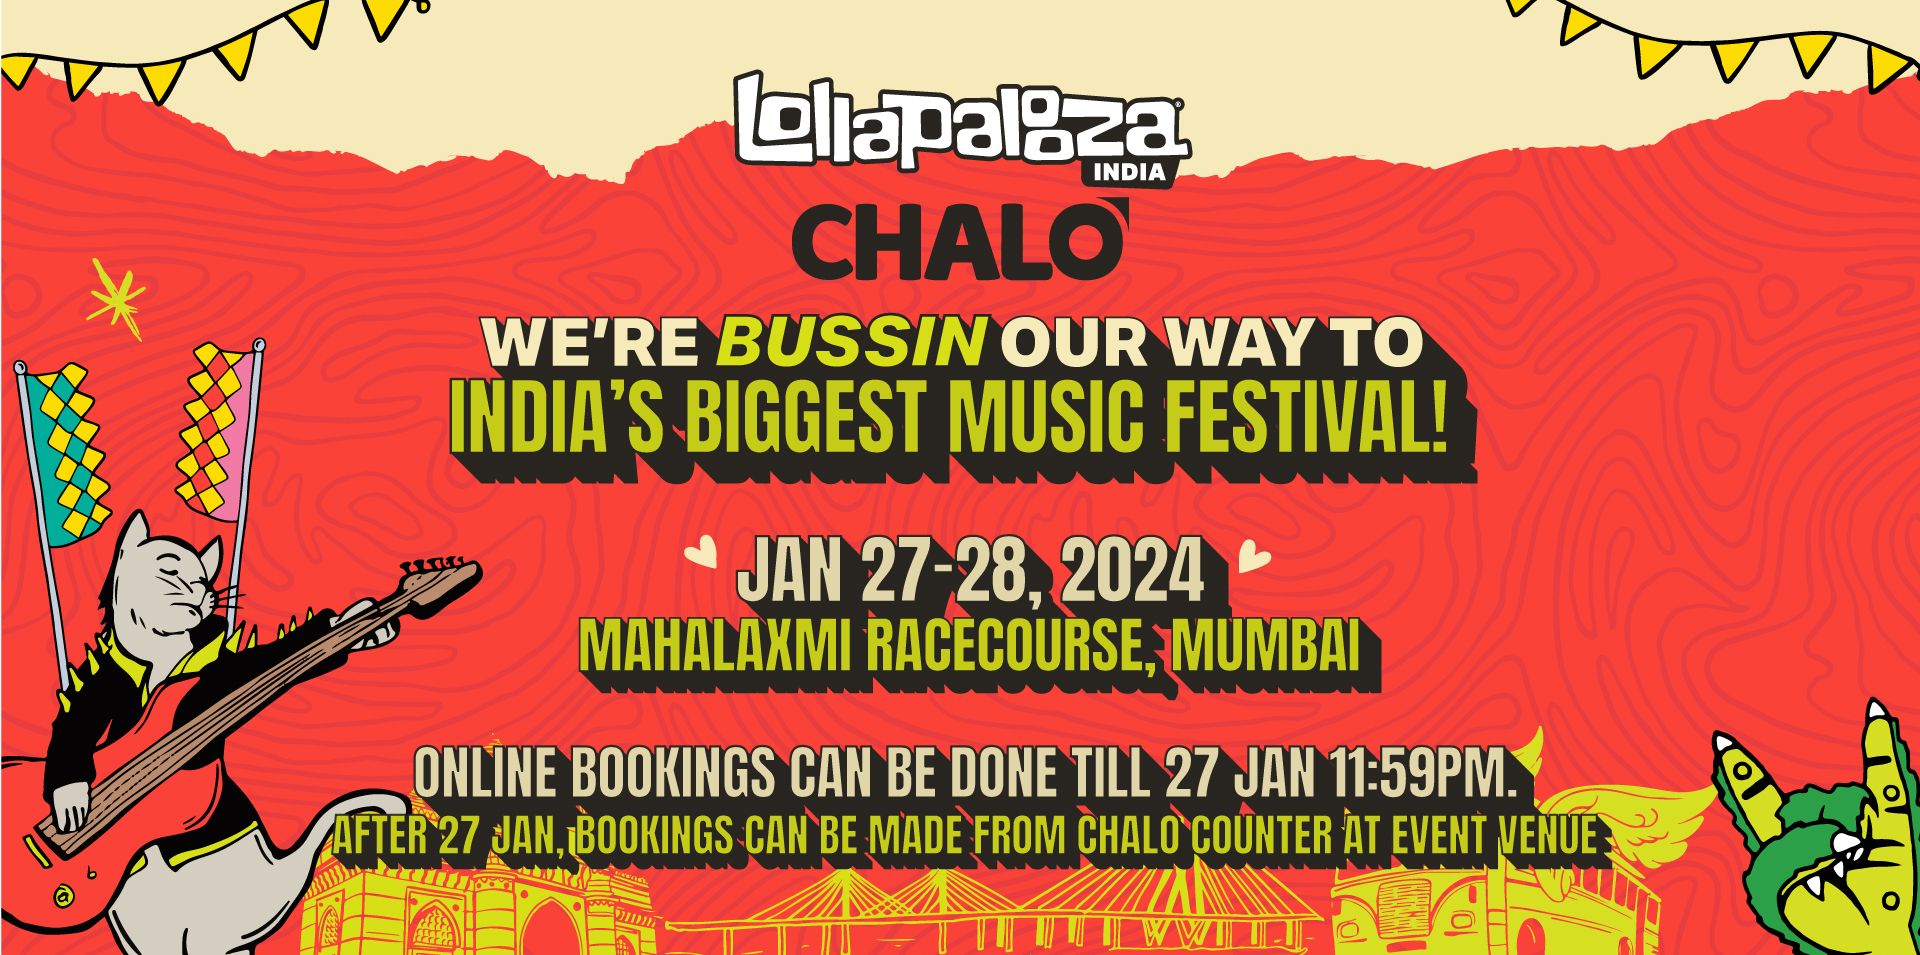 Lollapalooza®
INDIA
CHALO
WE'RE BUSSIN OUR WAY TO
INDIA'S BIGGEST MUSIC FESTIVAL!
JAN 27-28, 2024
MAHALAXMI RACECOURSE, MUMBAI
ONLINE BOOKINGS CAN BE DONE TILL 27 JAN 11:59PM.
AFTER 27 JAN, BOOKINGS CAN BE MADE FROM CHALO COUNTER AT EVENT VENUE